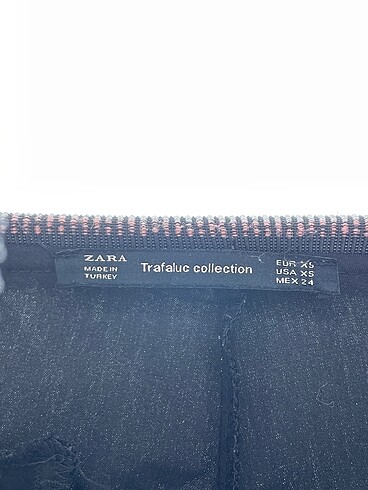 ZARA
MADE IN
TURKEY
Trafaluc collection
EUR XS
USA XS
MEX 24